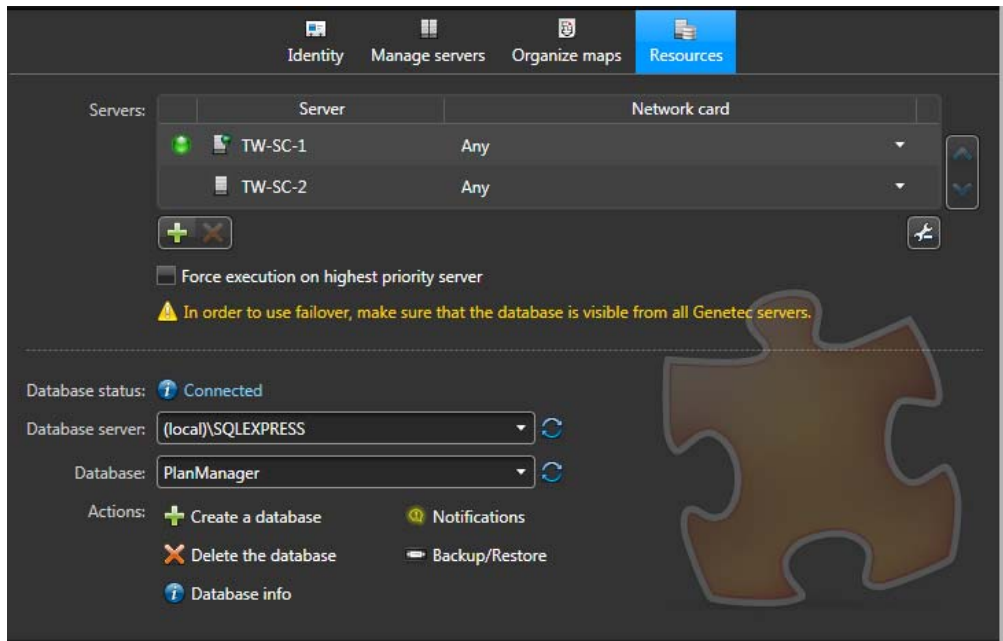 Identity Manage servers Organize maps Resources
Servers: Server Network card
TW-SC-1 Any
TW-SC-2 Any
Force execution on highest priority server
In order to use failover, make sure that the database is visible from all Genetec servers.
Database status: Connected
Database server: (local)\SQLEXPRESS
Database: PlanManager
Actions: Create a database Notifications
Delete the database Backup/Restore
Database info